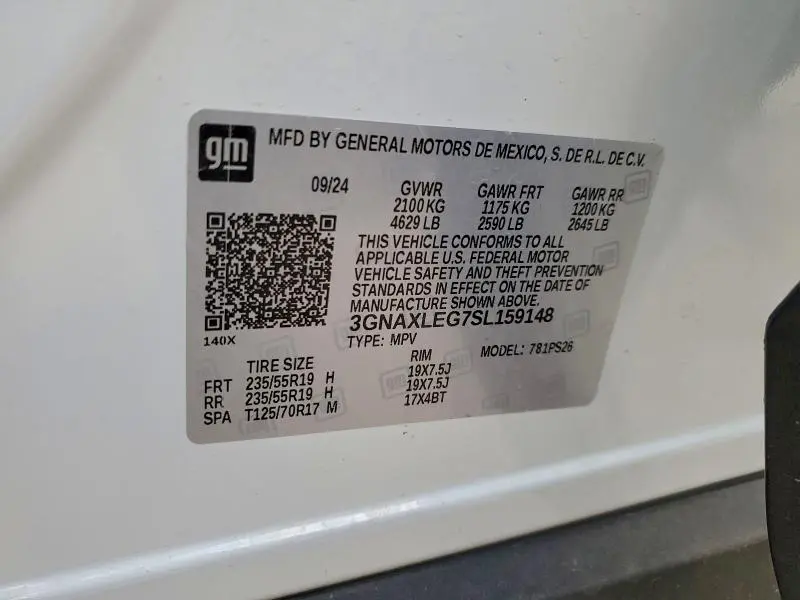 gm
MFD BY GENERAL MOTORS DE MEXICO, S. DE R.L. DE C.V.
09/24 GVWR GAWR FRT GAWR RR
2100 KG 1175 KG 1200 KG
4629 LB 2590 LB 2645 LB
THIS VEHICLE CONFORMS TO ALL
APPLICABLE U.S. FEDERAL MOTOR
VEHICLE SAFETY AND THEFT PREVENTION
STANDARDS IN EFFECT ON THE DATE OF
MANUFACTURE SHOWN ABOVE.
3GNAXLEG7SL159148
140X
TYPE: MPV MODEL: 781PS26
TIRE SIZE RIM
FRT 235/55R19 H 19X7.5J
RR 235/55R19 H 19X7.5J
SPA T125/70R17 M 17X4BT